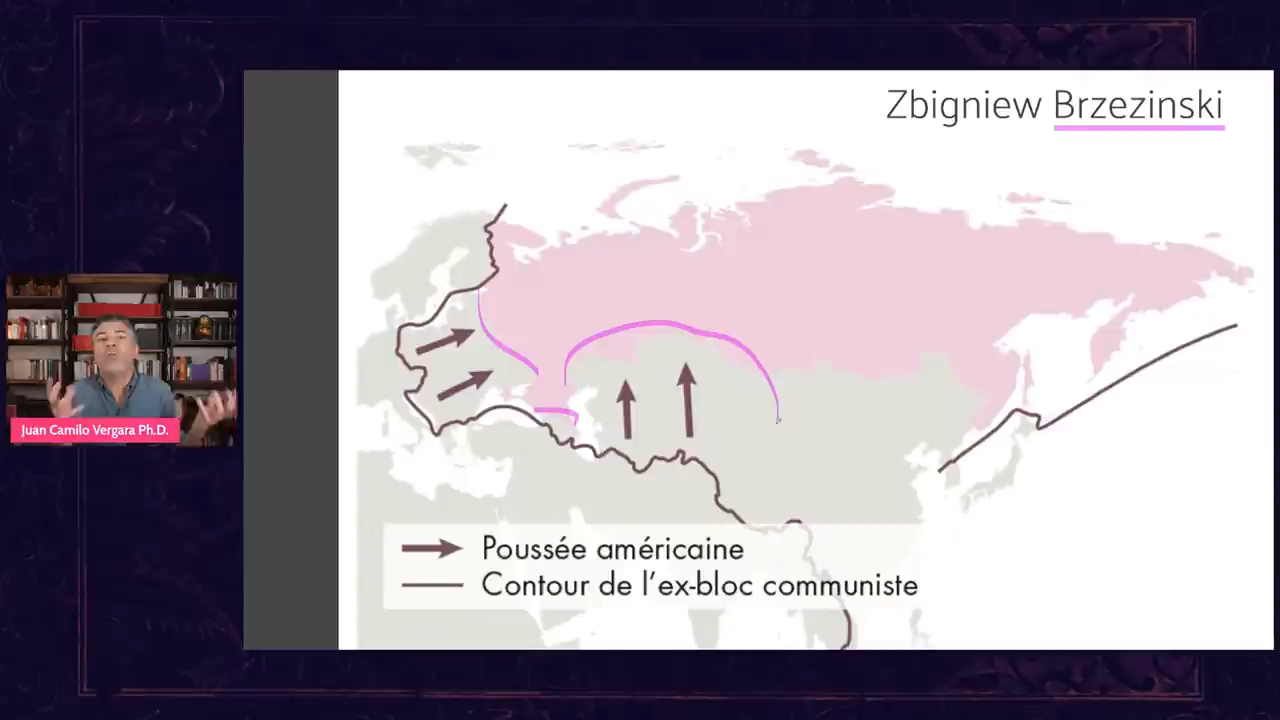 Zbigniew Brzezinski
Juan Camilo Vergara Ph.D.
Poussée américaine
Contour de l'ex-bloc communiste